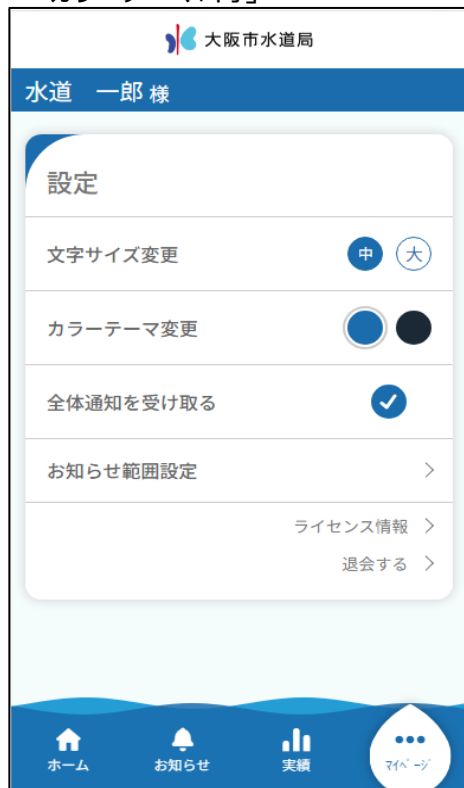 大阪市水道局
水道　一郎 様
設定
文字サイズ変更
中 大
カラーテーマ変更
全体通知を受け取る
お知らせ範囲設定
ライセンス情報
退会する
ホーム
お知らせ
実績
ﾏｲﾍﾟｰｼﾞ